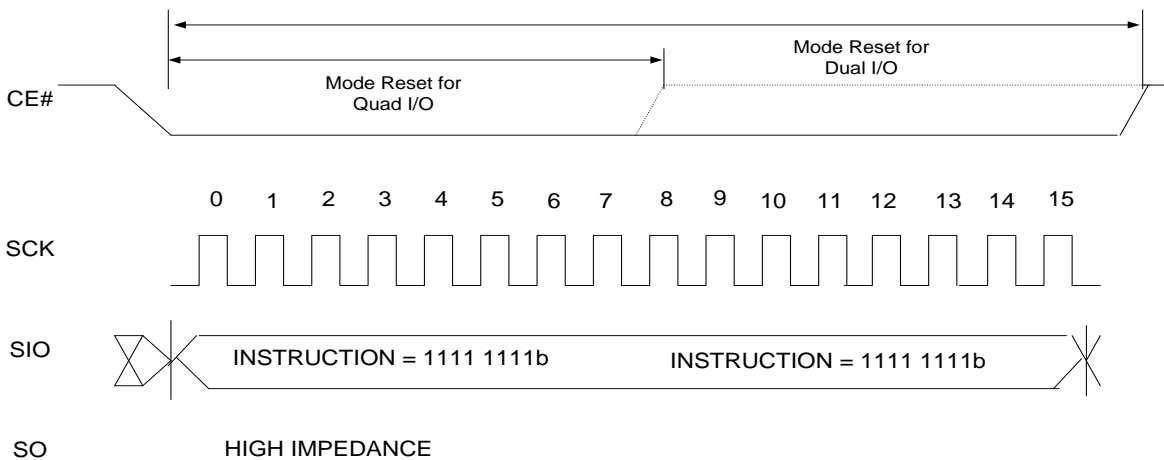 Mode Reset for
Dual I/O
Mode Reset for
Quad I/O
CE#
0 1 2 3 4 5 6 7 8 9 10 11 12 13 14 15
SCK
SIO
INSTRUCTION = 1111 1111b INSTRUCTION = 1111 1111b
SO HIGH IMPEDANCE